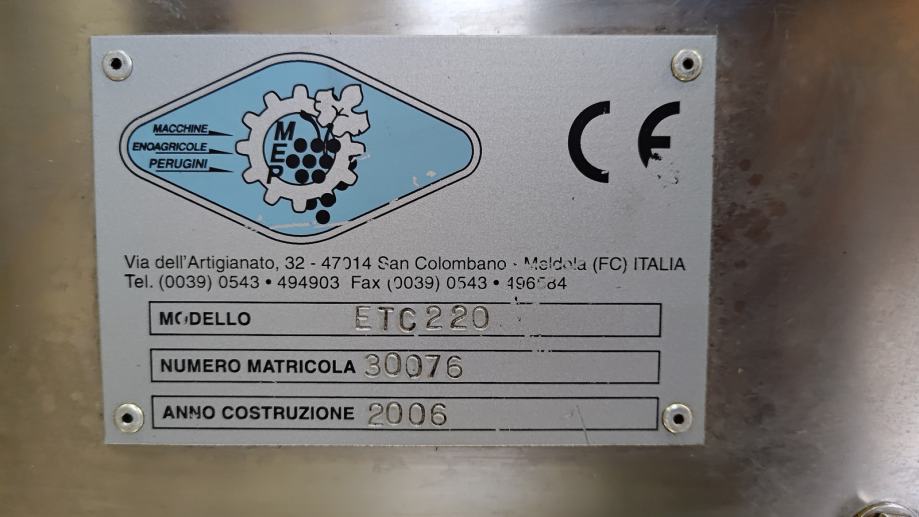 MACCHINE
ENOAGRICOLE
PERUGINI
MEP
CE
Via dell'Artigianato, 32 - 47014 San Colombano - Meldola (FC) ITALIA
Tel. (0039) 0543 • 494903 Fax (0039) 0543 •
MODELLO ETC220
NUMERO MATRICOLA 30076
ANNO COSTRUZIONE 2006